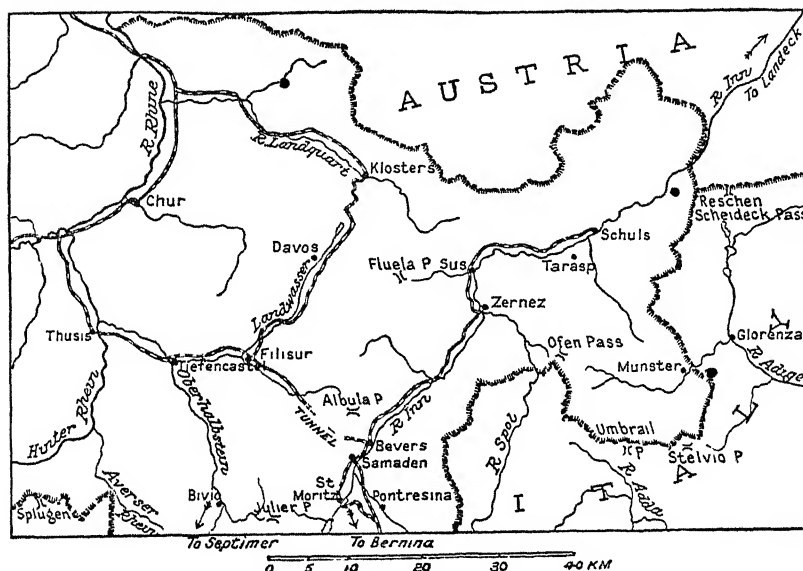 AUSTRIA
R Inn
To Landeck
R. Rhine
R. Landquart
Klosters
Reschen
Scheideck Pass
Chur
Davos
Fluela P
Sus
Schuls
Tarasp
Landwasser
Zernez
Thusis
Tiefencastel
Filisur
Ofen Pass
Glorenza
Munster
R Adige
Hinter Rhein
Oberhalbstein
TUNNEL
Albula P
R. Inn
Bevers
Samaden
R. Spol
Umbrail
P
Stelvio P
R Adda
Averser
Rhein
Splugen
Bivio
Julier P
St
Moritz
Pontresina
ITAL
To Septimer
To Bernina
0 5 10 20 30 40 KM